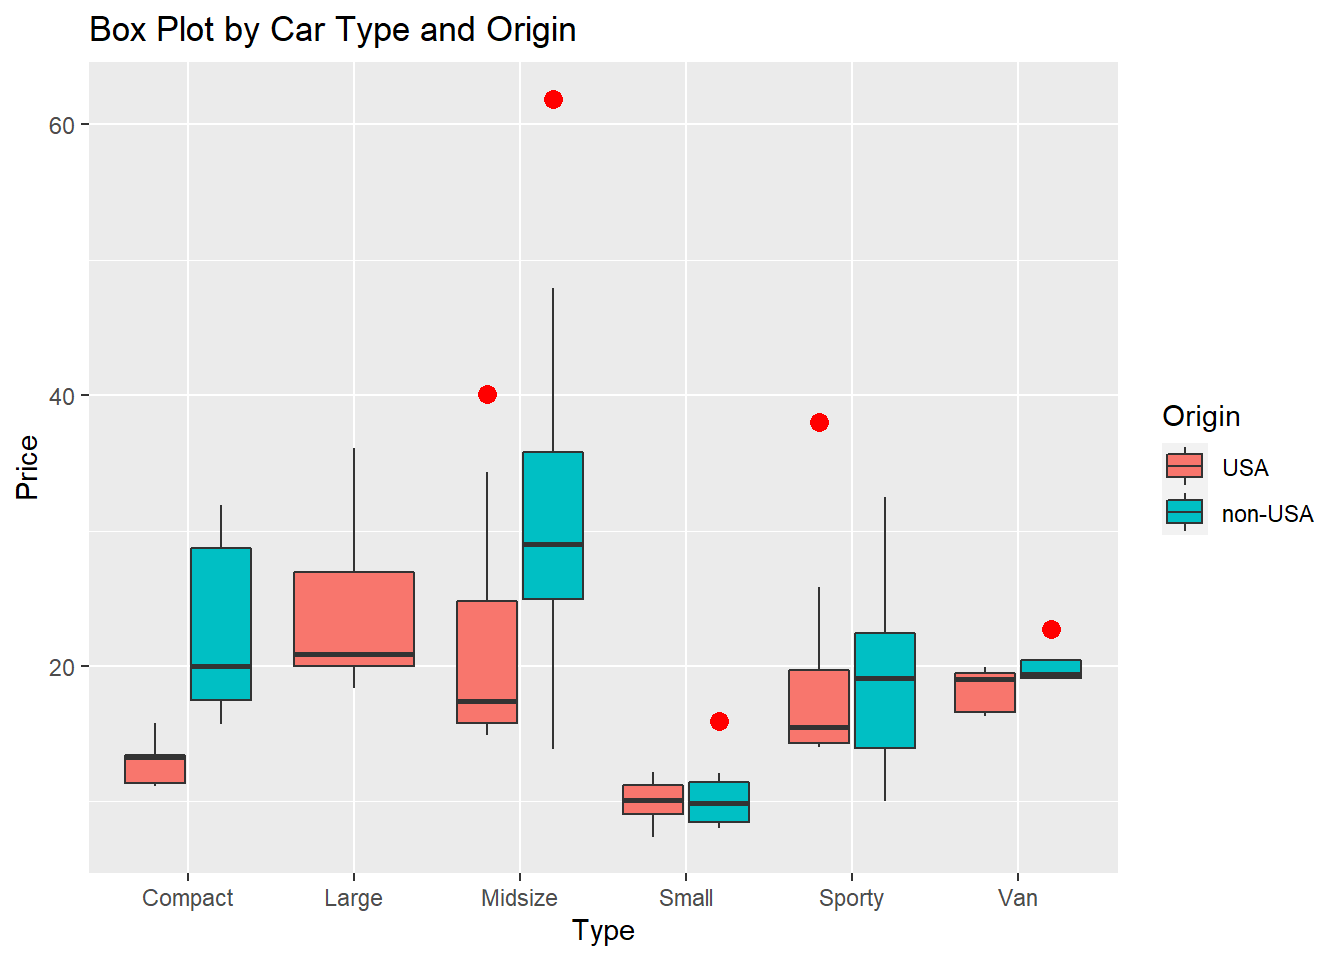 Box Plot by Car Type and Origin
60
40
20
Price
Compact Large Midsize Small Sporty Van
Type
Origin
USA
non-USA